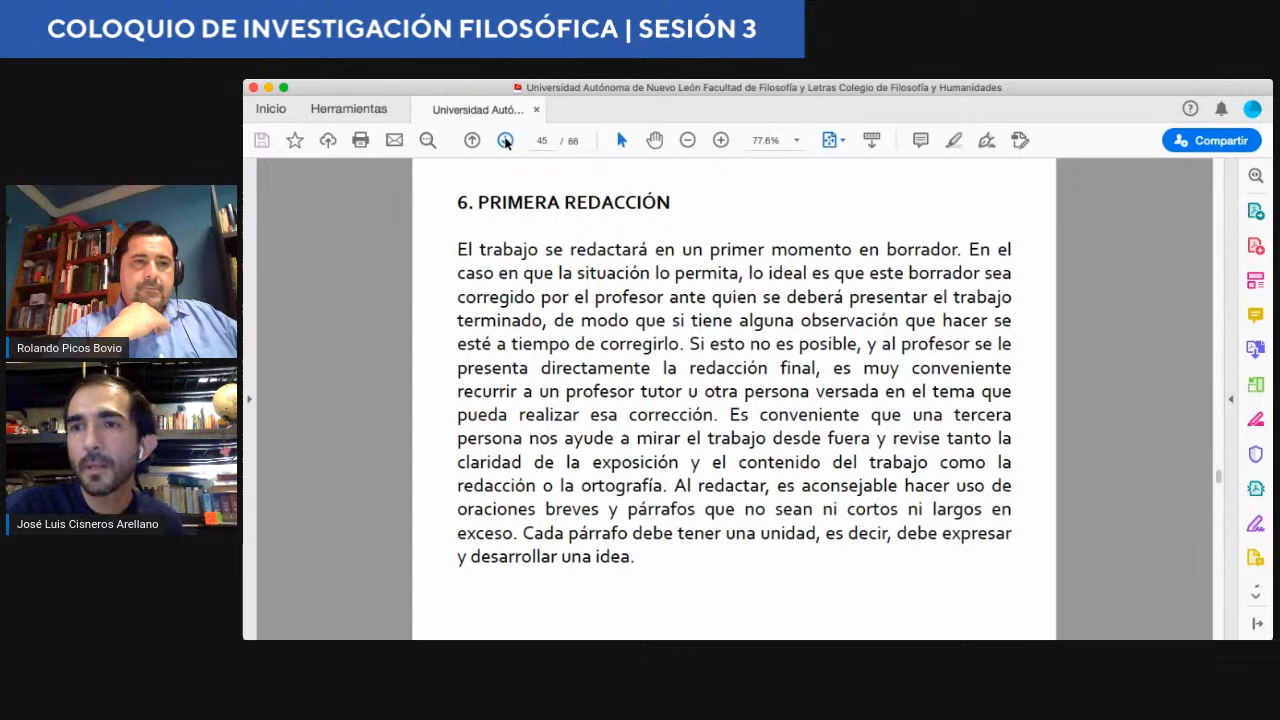 COLOQUIO DE INVESTIGACIÓN FILOSÓFICA | SESIÓN 3
Universidad Autónoma de Nuevo León Facultad de Filosofía y Letras Colegio de Filosofía y Humanidades
Inicio
Herramientas
Universidad Autó...
45 / 66
77.6%
Compartir
Rolando Picos Bovio
José Luis Cisneros Arellano
6. PRIMERA REDACCIÓN
El trabajo se redactará en un primer momento en borrador. En el
caso en que la situación lo permita, lo ideal es que este borrador sea
corregido por el profesor ante quien se deberá presentar el trabajo
terminado, de modo que si tiene alguna observación que hacer se
esté a tiempo de corregirlo. Si esto no es posible, y al profesor se le
presenta directamente la redacción final, es muy conveniente
recurrir a un profesor tutor u otra persona versada en el tema que
pueda realizar esa corrección. Es conveniente que una tercera
persona nos ayude a mirar el trabajo desde fuera y revise tanto la
claridad de la exposición y el contenido del trabajo como la
redacción o la ortografía. Al redactar, es aconsejable hacer uso de
oraciones breves y párrafos que no sean ni cortos ni largos en
exceso. Cada párrafo debe tener una unidad, es decir, debe expresar
y desarrollar una idea.